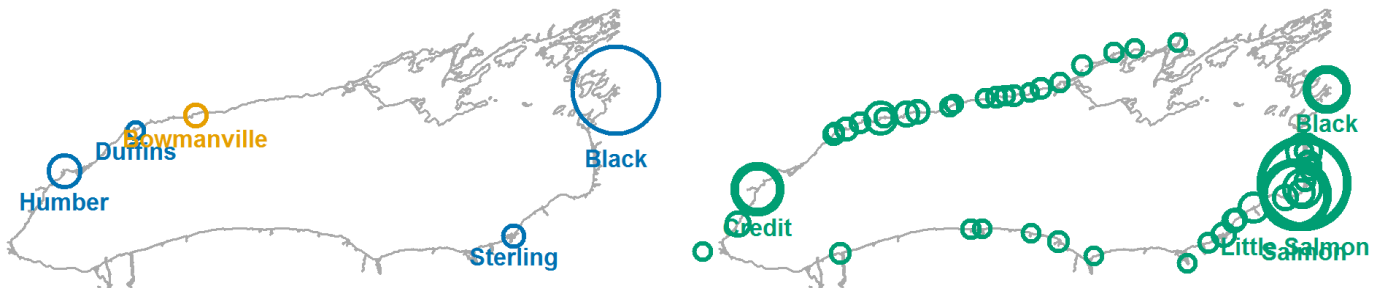 Bowmanville
Duffins
Black
Humber
Sterling
Black
Credit
Little Salmon
Salmon